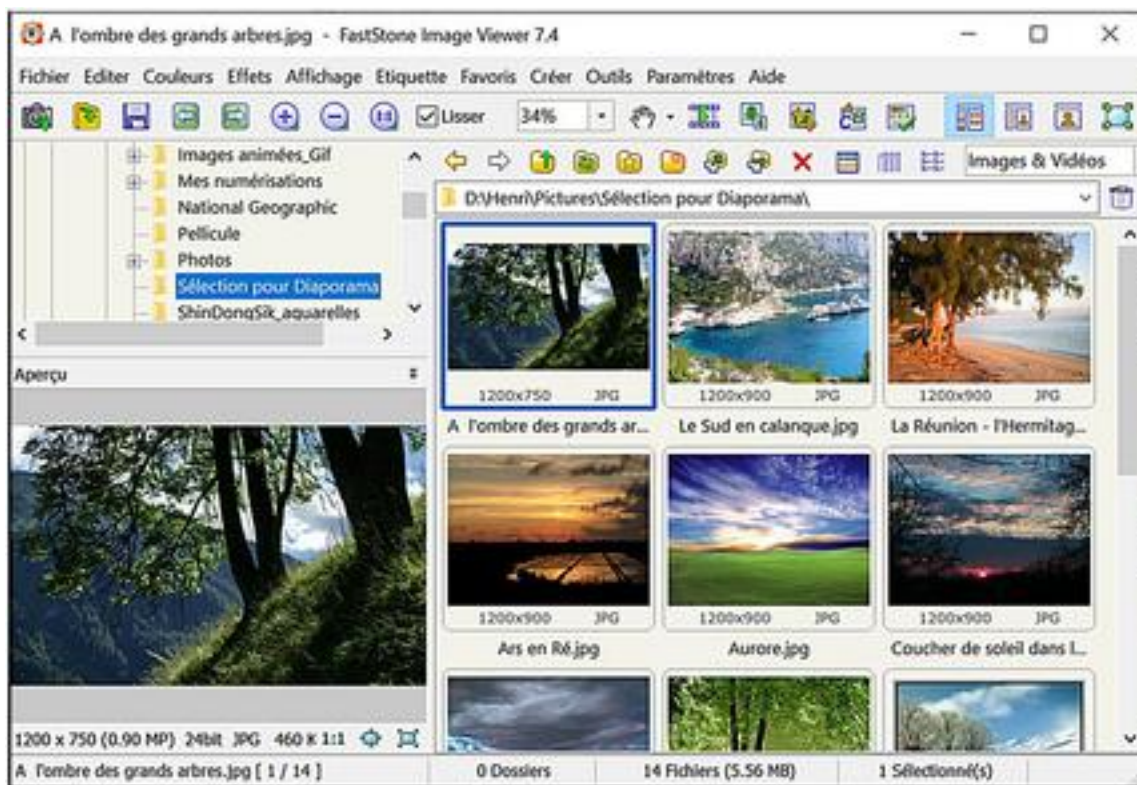 A l'ombre des grands arbres.jpg - FastStone Image Viewer 7.4
Fichier Editer Couleurs Effets Affichage Etiquette Favoris Créer Outils Paramètres Aide
Lisser 34%
Images animées_Gif
Mes numérisations
National Geographic
Pellicule
Photos
Sélection pour Diaporama
ShinDongSik_aquarelles
Images & Vidéos
D:\Henri\Pictures\Sélection pour Diaporama\
1200x750 JPG
A l'ombre des grands ar...
1200x900 JPG
Le Sud en calanque.jpg
1200x900 JPG
La Réunion - l'Hermitag...
1200x900 JPG
Ars en Ré.jpg
1200x900 JPG
Aurore.jpg
1200x900 JPG
Coucher de soleil dans l...
Aperçu
1200 x 750 (0.90 MP) 24bit JPG 460 K 1:1
A l'ombre des grands arbres.jpg [ 1 / 14 ]
0 Dossiers
14 Fichiers (5.56 MB)
1 Sélectionné(s)